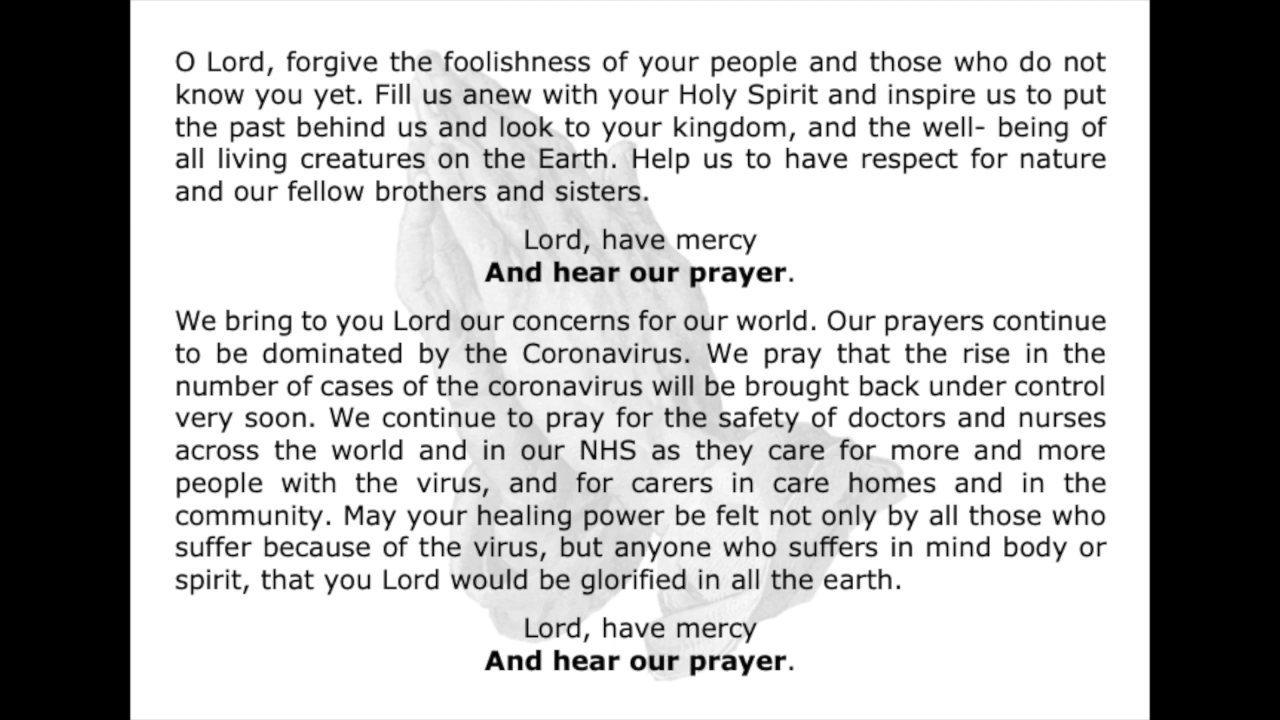 O Lord, forgive the foolishness of your people and those who do not
know you yet. Fill us anew with your Holy Spirit and inspire us to put
the past behind us and look to your kingdom, and the well- being of
all living creatures on the Earth. Help us to have respect for nature
and our fellow brothers and sisters.
Lord, have mercy
And hear our prayer.
We bring to you Lord our concerns for our world. Our prayers continue
to be dominated by the Coronavirus. We pray that the rise in the
number of cases of the coronavirus will be brought back under control
very soon. We continue to pray for the safety of doctors and nurses
across the world and in our NHS as they care for more and more
people with the virus, and for carers in care homes and in the
community. May your healing power be felt not only by all those who
suffer because of the virus, but anyone who suffers in mind body or
spirit, that you Lord would be glorified in all the earth.
Lord, have mercy
And hear our prayer.